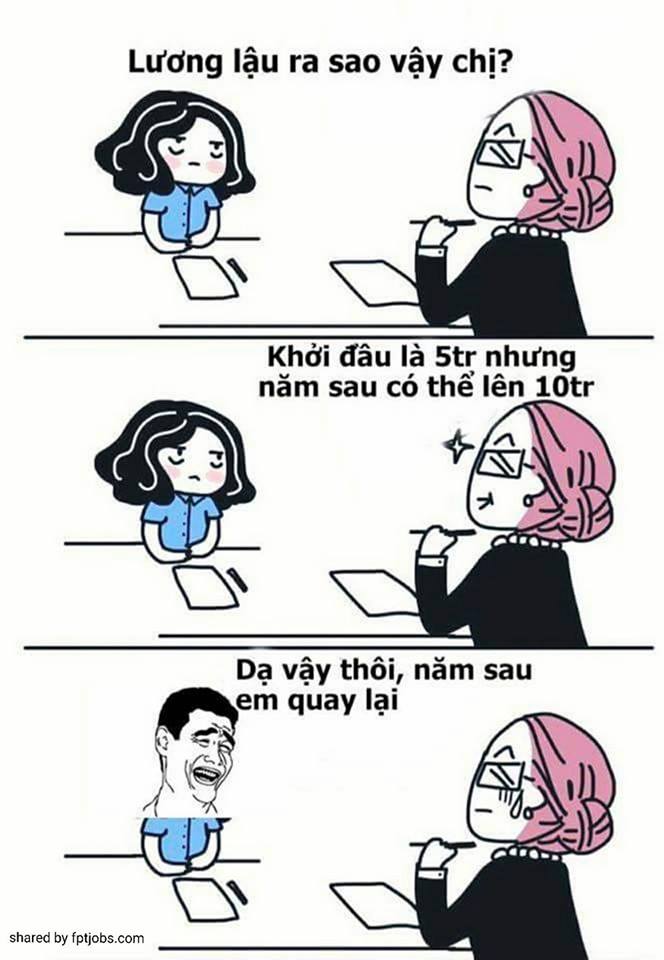 Lương lậu ra sao vậy chị?
Khởi đầu là 5tr nhưng
năm sau có thể lên 10tr
Dạ vậy thôi, năm sau
em quay lại
shared by fptjobs.com